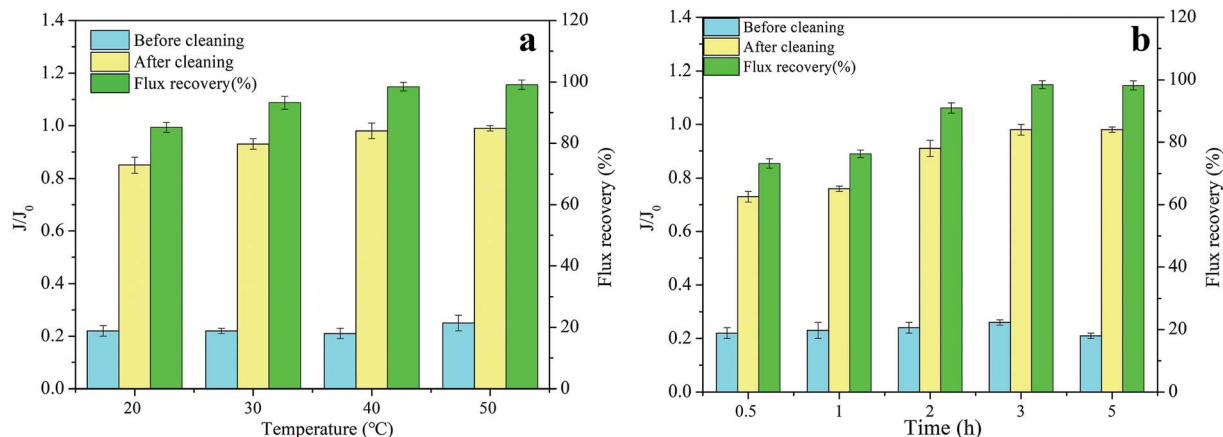 a
Before cleaning
After cleaning
Flux recovery(%)
1.4
1.2
1.0
0.8
0.6
0.4
0.2
0.0
J/J₀
120
100
80
60
40
20
0
Flux recovery (%)
20 30 40 50
Temperature (℃)
b
Before cleaning
After cleaning
Flux recovery(%)
1.4
1.2
1.0
0.8
0.6
0.4
0.2
0.0
J/J₀
120
100
80
60
40
20
0
Flux recovery (%)
0.5 1 2 3 5
Time (h)